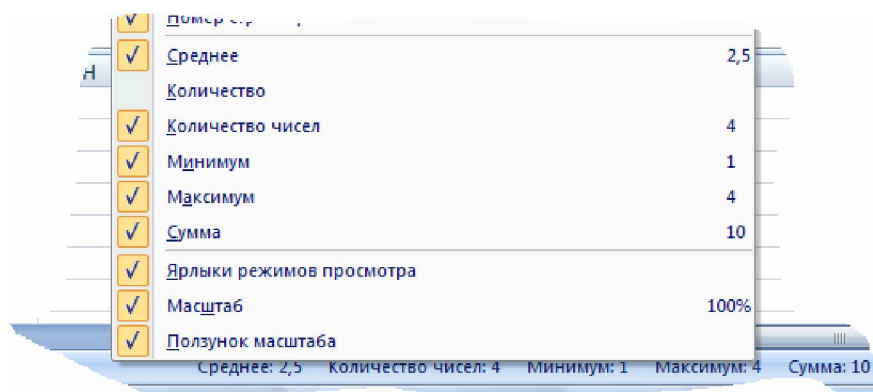 Номер
Н
Среднее 2,5
Количество
Количество чисел 4
Минимум 1
Максимум 4
Сумма 10
Ярлыки режимов просмотра
Масштаб 100%
Ползунок масштаба
Среднее: 2,5 Количество чисел: 4 Минимум: 1 Максимум: 4 Сумма: 10